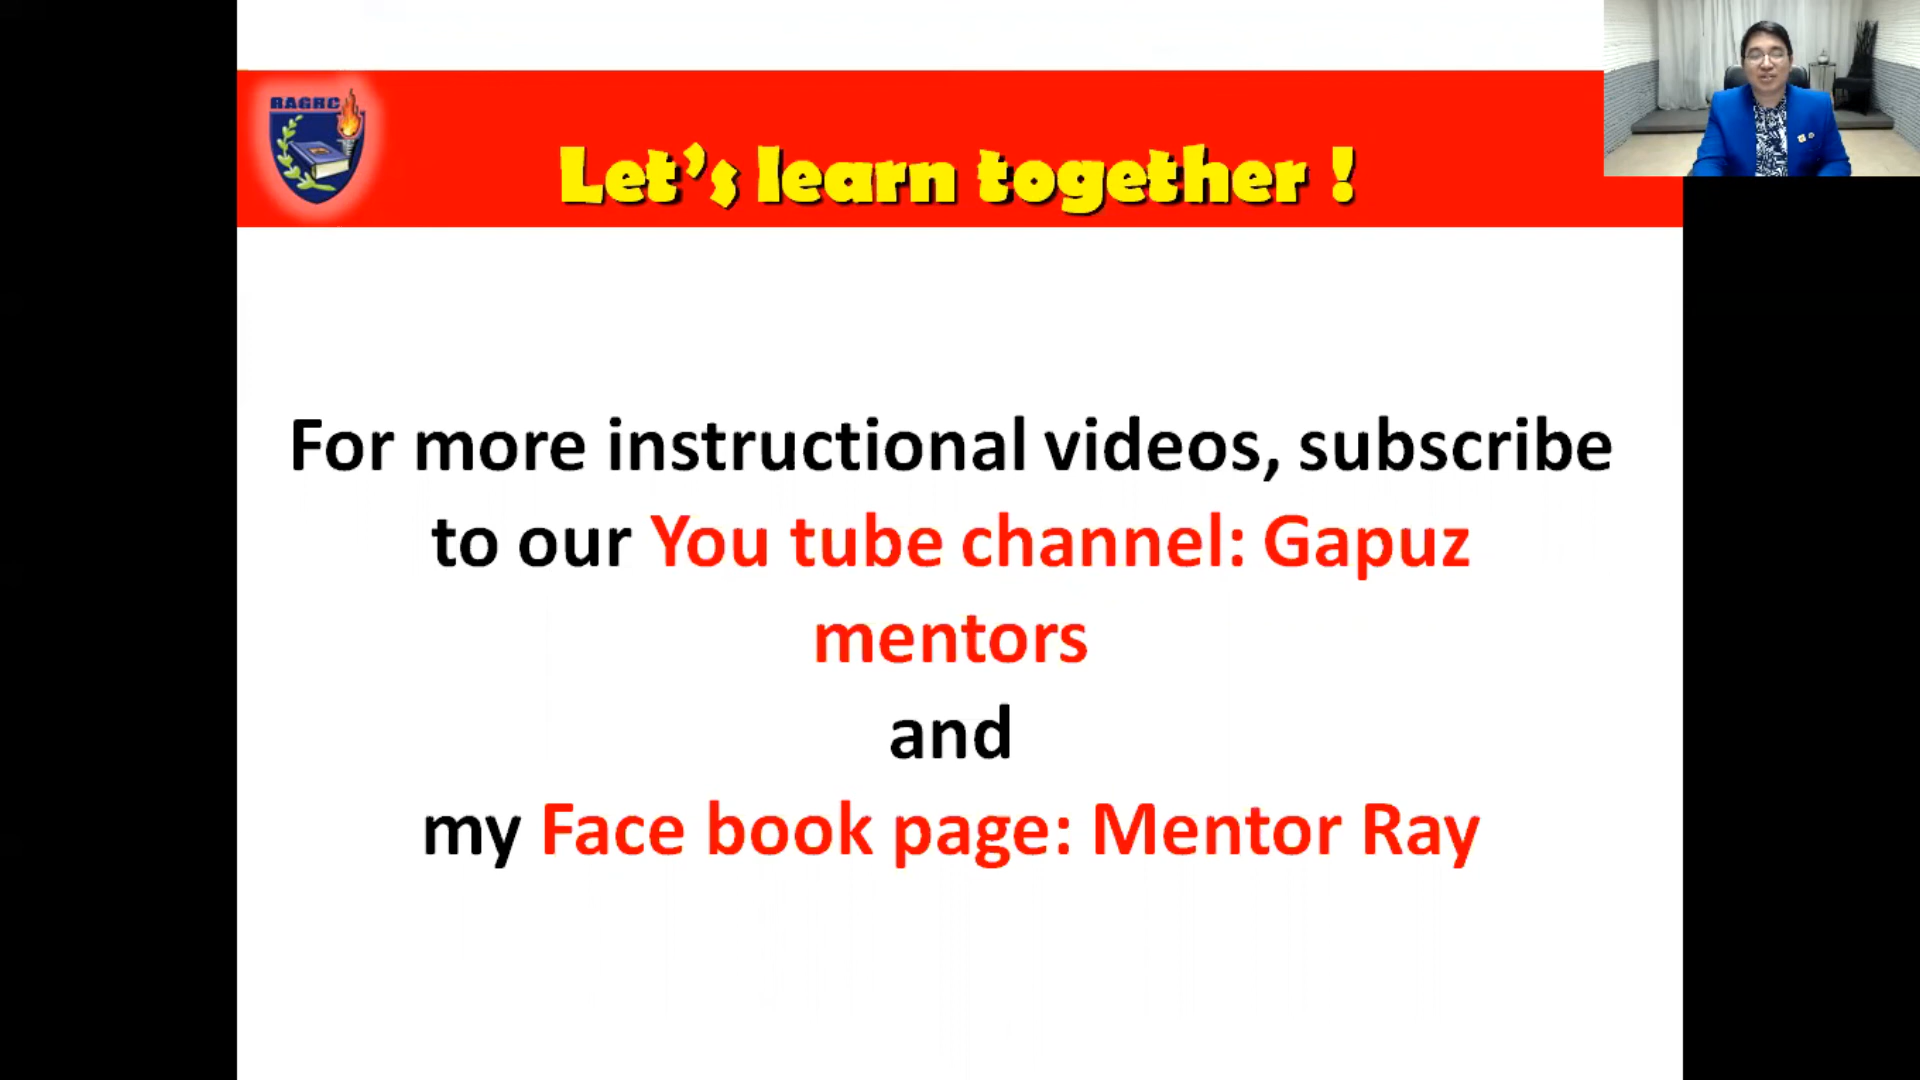 RAGRC
Let's learn together !
For more instructional videos, subscribe
to our You tube channel: Gapuz
mentors
and
my Face book page: Mentor Ray